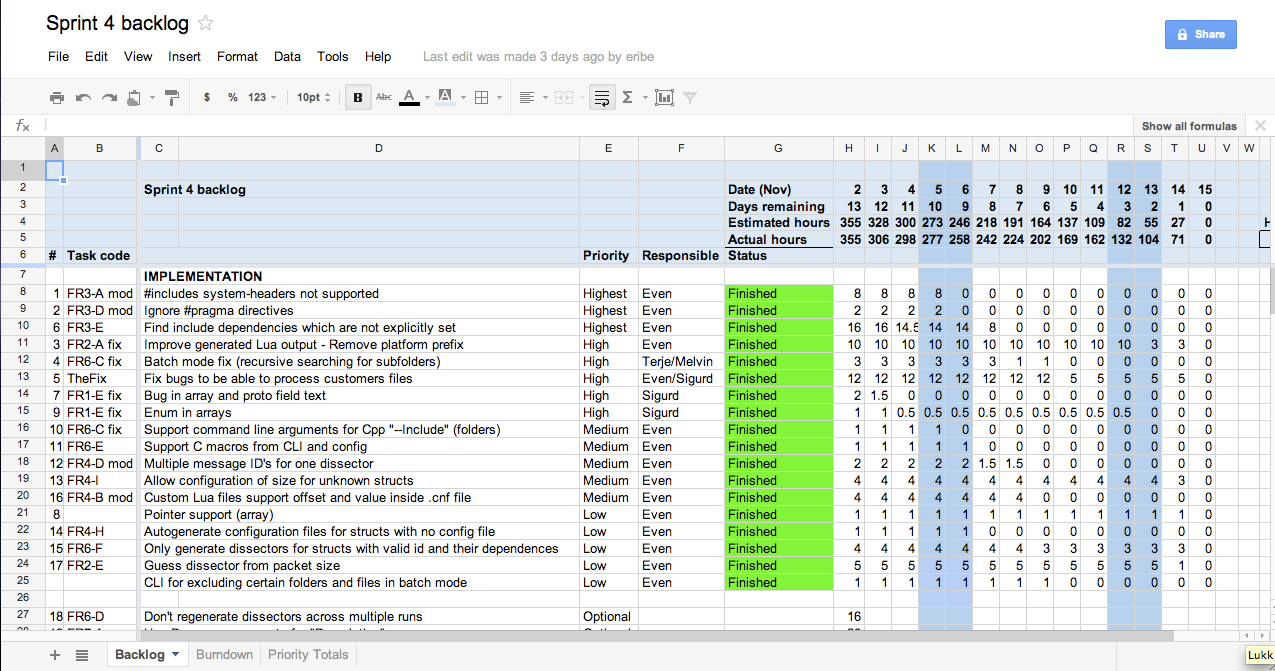 Sprint 4 backlog
Share
File Edit View Insert Format Data Tools Help Last edit was made 3 days ago by eribe
$ % 123 10pt B Abc A A Σ
fx Show all formulas
A B C D E F G H I J K L M N O P Q R S T U V W
1
2 Sprint 4 backlog Date (Nov) 2 3 4 5 6 7 8 9 10 11 12 13 14 15
3 Days remaining 13 12 11 10 9 8 7 6 5 4 3 2 1 0
4 Estimated hours 355 328 300 273 246 218 191 164 137 109 82 55 27 0 H
5 Actual hours 355 306 298 277 258 242 224 202 169 162 132 104 71 0
6 # Task code Priority Responsible Status
7 IMPLEMENTATION
8 1 FR3-A mod #includes system-headers not supported Highest Even Finished 8 8 8 8 0 0 0 0 0 0 0 0 0 0
9 2 FR3-D mod Ignore #pragma directives Highest Even Finished 2 2 2 2 0 0 0 0 0 0 0 0 0 0
10 6 FR3-E Find include dependencies which are not explicitly set Highest Even Finished 16 16 14.5 14 14 8 0 0 0 0 0 0 0 0
11 3 FR2-A fix Improve generated Lua output - Remove platform prefix High Even Finished 10 10 10 10 10 10 10 10 10 10 10 3 3 0
12 4 FR6-C fix Batch mode fix (recursive searching for subfolders) High Terje/Melvin Finished 3 3 3 3 3 3 1 1 0 0 0 0 0 0
13 5 TheFix Fix bugs to be able to process customers files High Even/Sigurd Finished 12 12 12 12 12 12 12 12 5 5 5 5 5 0
14 7 FR1-E fix Bug in array and proto field text High Sigurd Finished 2 1.5 0 0 0 0 0 0 0 0 0 0 0 0
15 9 FR1-E fix Enum in arrays High Sigurd Finished 1 1 0.5 0.5 0.5 0.5 0.5 0.5 0.5 0.5 0.5 0 0 0
16 10 FR6-C fix Support command line arguments for Cpp "--Include" (folders) Medium Even Finished 1 1 1 1 0 0 0 0 0 0 0 0 0 0
17 11 FR6-E Support C macros from CLI and config Medium Even Finished 1 1 1 1 1 0 0 0 0 0 0 0 0 0
18 12 FR4-D mod Multiple message ID's for one dissector Medium Even Finished 2 2 2 2 2 1.5 1.5 0 0 0 0 0 0 0
19 13 FR4-I Allow configuration of size for unknown structs Medium Even Finished 4 4 4 4 4 4 4 4 4 4 4 4 3 0
20 16 FR4-B mod Custom Lua files support offset and value inside .cnf file Medium Even Finished 4 4 4 4 4 4 4 0 0 0 0 0 0 0
21 8 Pointer support (array) Low Even Finished 1 1 1 1 1 1 1 1 1 1 1 1 1 0
22 14 FR4-H Autogenerate configuration files for structs with no config file Low Even Finished 1 1 1 1 1 0 0 0 0 0 0 0 0 0
23 15 FR6-F Only generate dissectors for structs with valid id and their dependences Low Even Finished 4 4 4 4 4 4 4 3 3 3 3 3 3 0
24 17 FR2-E Guess dissector from packet size Low Even Finished 5 5 5 5 5 5 5 5 5 5 5 5 1 0
25 CLI for excluding certain folders and files in batch mode Low Even Finished 1 1 1 1 1 1 1 1 0 0 0 0 0 0
26
27 18 FR6-D Don't regenerate dissectors across multiple runs Optional 16
Backlog Burndown Priority Totals
Lukk